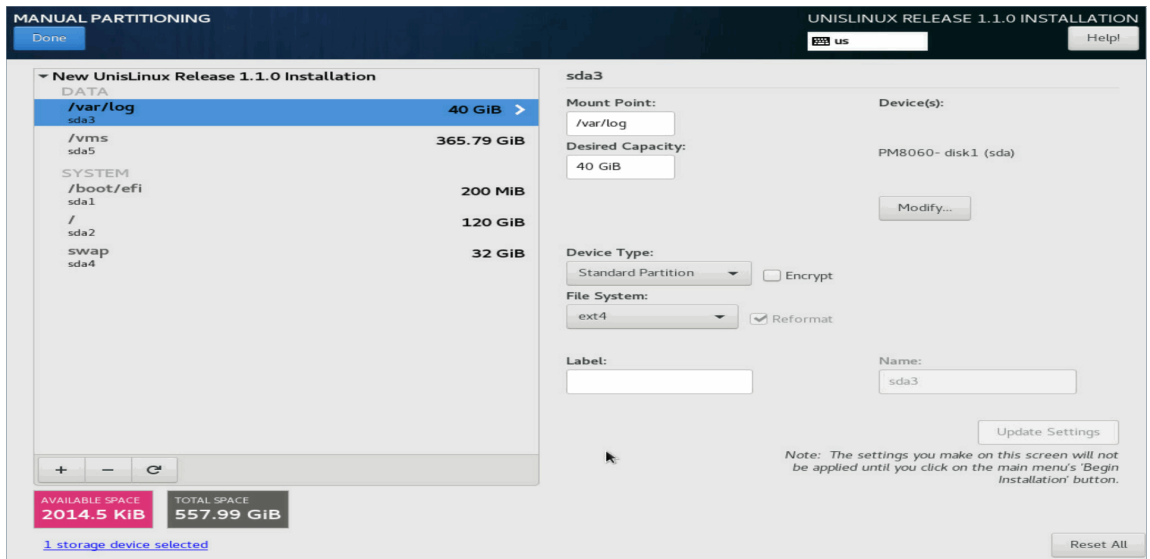 MANUAL PARTITIONING
UNISLINUX RELEASE 1.1.0 INSTALLATION
Done
us
Help!
New UnisLinux Release 1.1.0 Installation
DATA
/var/log
40 GiB
sda3
/vms
365.79 GiB
sda5
SYSTEM
/boot/efi
200 MiB
sda1
/
120 GiB
sda2
swap
32 GiB
sda4
+ −
AVAILABLE SPACE
2014.5 KiB
TOTAL SPACE
557.99 GiB
1 storage device selected
sda3
Mount Point:
/var/log
Desired Capacity:
40 GiB
Device(s):
PM8060- disk1 (sda)
Modify...
Device Type:
Standard Partition
Encrypt
File System:
ext4
Reformat
Label:
Name:
sda3
Update Settings
Note: The settings you make on this screen will not
be applied until you click on the main menu's 'Begin
Installation' button.
Reset All